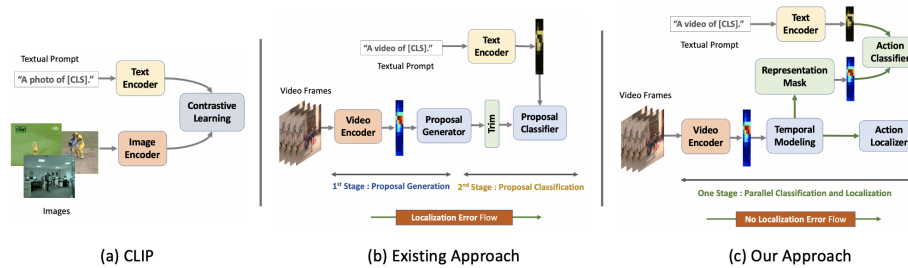 Textual Prompt
"A photo of [CLS]."
Text
Encoder
Contrastive
Learning
Image
Encoder
Images
(a) CLIP
"A video of [CLS]."
Textual Prompt
Text
Encoder
Video Frames
Video
Encoder
Proposal
Generator
Trim
Proposal
Classifier
1st Stage : Proposal Generation
2nd Stage : Proposal Classification
Localization Error Flow
(b) Existing Approach
"A video of [CLS]."
Textual Prompt
Text
Encoder
Action
Classifier
Representation
Mask
Video Frames
Video
Encoder
Temporal
Modeling
Action
Localizer
One Stage : Parallel Classification and Localization
No Localization Error Flow
(c) Our Approach